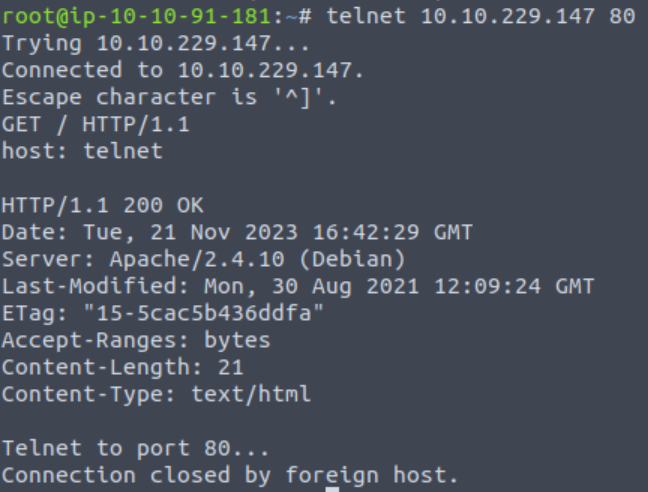 root@ip-10-10-91-181:~# telnet 10.10.229.147 80
Trying 10.10.229.147...
Connected to 10.10.229.147.
Escape character is '^]'.
GET / HTTP/1.1
host: telnet
HTTP/1.1 200 OK
Date: Tue, 21 Nov 2023 16:42:29 GMT
Server: Apache/2.4.10 (Debian)
Last-Modified: Mon, 30 Aug 2021 12:09:24 GMT
ETag: "15-5cac5b436ddfa"
Accept-Ranges: bytes
Content-Length: 21
Content-Type: text/html
Telnet to port 80...
Connection closed by foreign host.